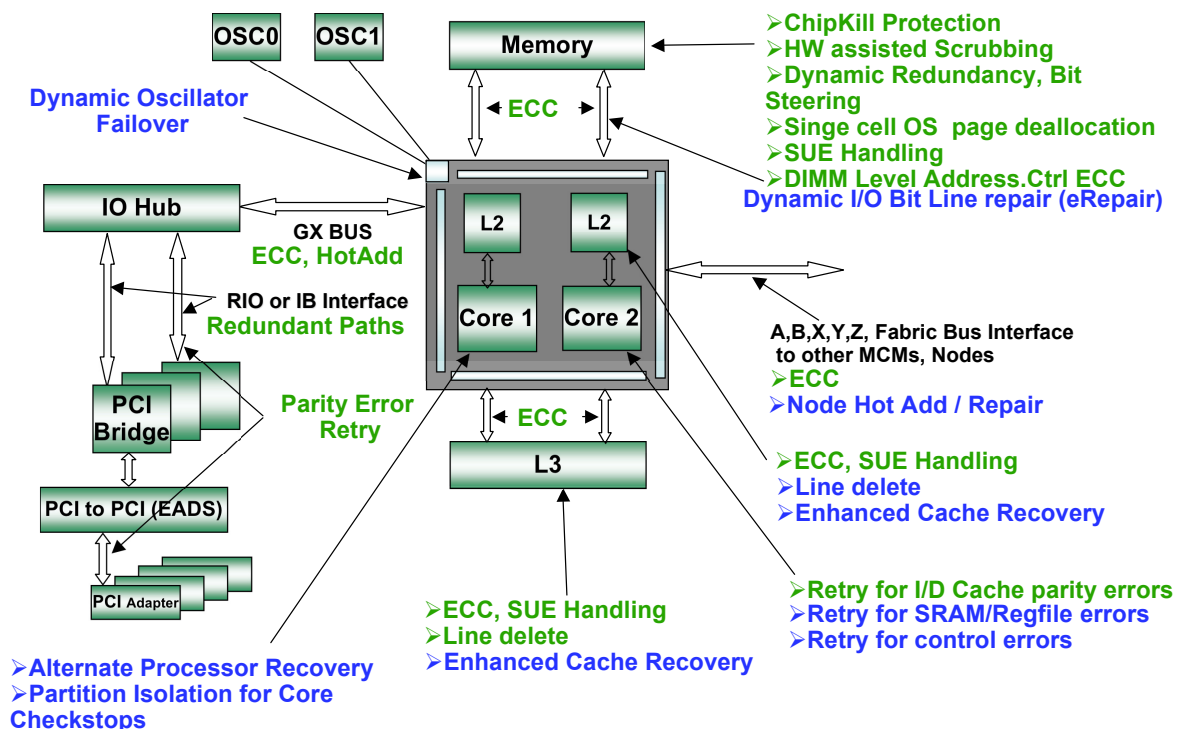 OSC0
OSC1
Memory
➢ChipKill Protection
➢HW assisted Scrubbing
➢Dynamic Redundancy, Bit
Steering
➢Singe cell OS page deallocation
➢SUE Handling
➢DIMM Level Address.Ctrl ECC
Dynamic I/O Bit Line repair (eRepair)
Dynamic Oscillator
Failover
ECC
IO Hub
GX BUS
ECC, HotAdd
L2
L2
Core 1
Core 2
RIO or IB Interface
Redundant Paths
A,B,X,Y,Z, Fabric Bus Interface
to other MCMs, Nodes
➢ECC
➢Node Hot Add / Repair
PCI
Bridge
Parity Error
Retry
ECC
L3
➢ECC, SUE Handling
➢Line delete
➢Enhanced Cache Recovery
PCI to PCI (EADS)
PCI Adapter
➢ECC, SUE Handling
➢Line delete
➢Enhanced Cache Recovery
➢Retry for I/D Cache parity errors
➢Retry for SRAM/Regfile errors
➢Retry for control errors
➢Alternate Processor Recovery
➢Partition Isolation for Core
Checkstops